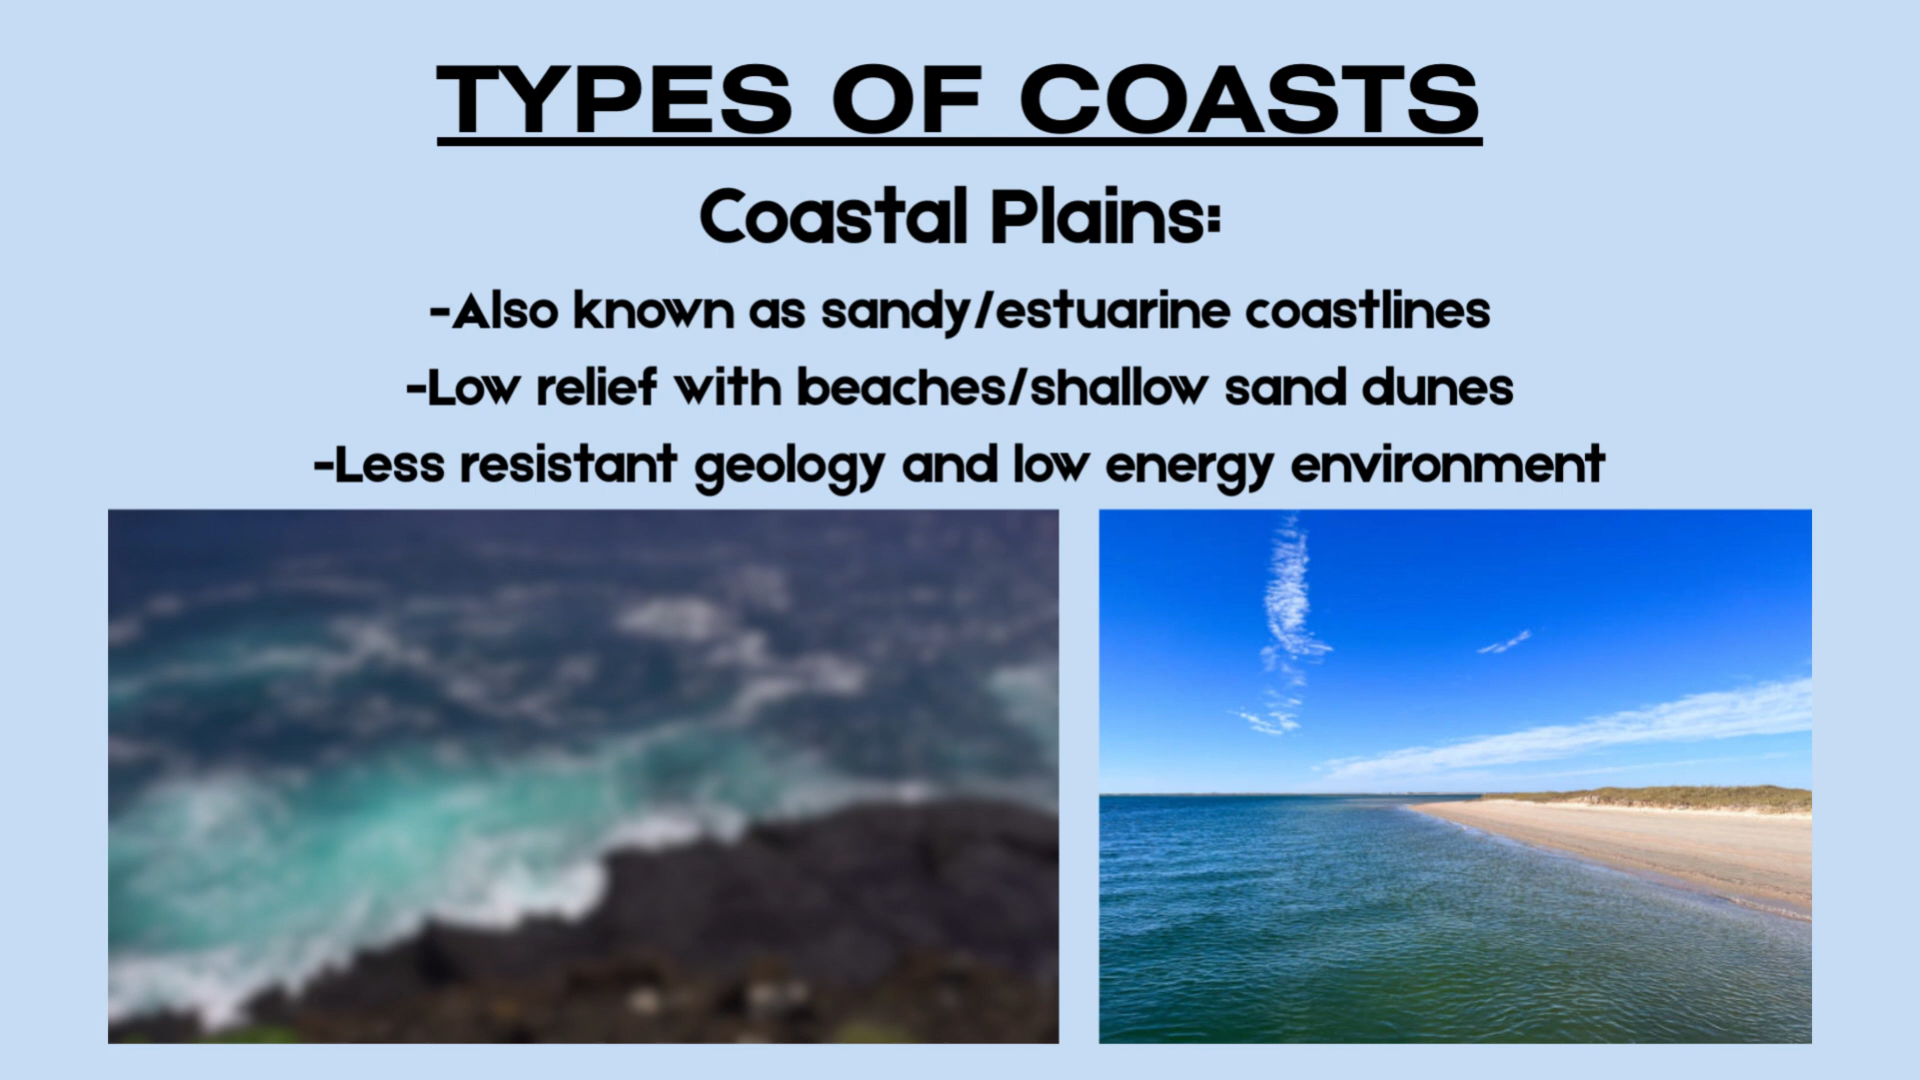 TYPES OF COASTS
Coastal Plains:
-Also known as sandy/estuarine coastlines
-Low relief with beaches/shallow sand dunes
-Less resistant geology and low energy environment